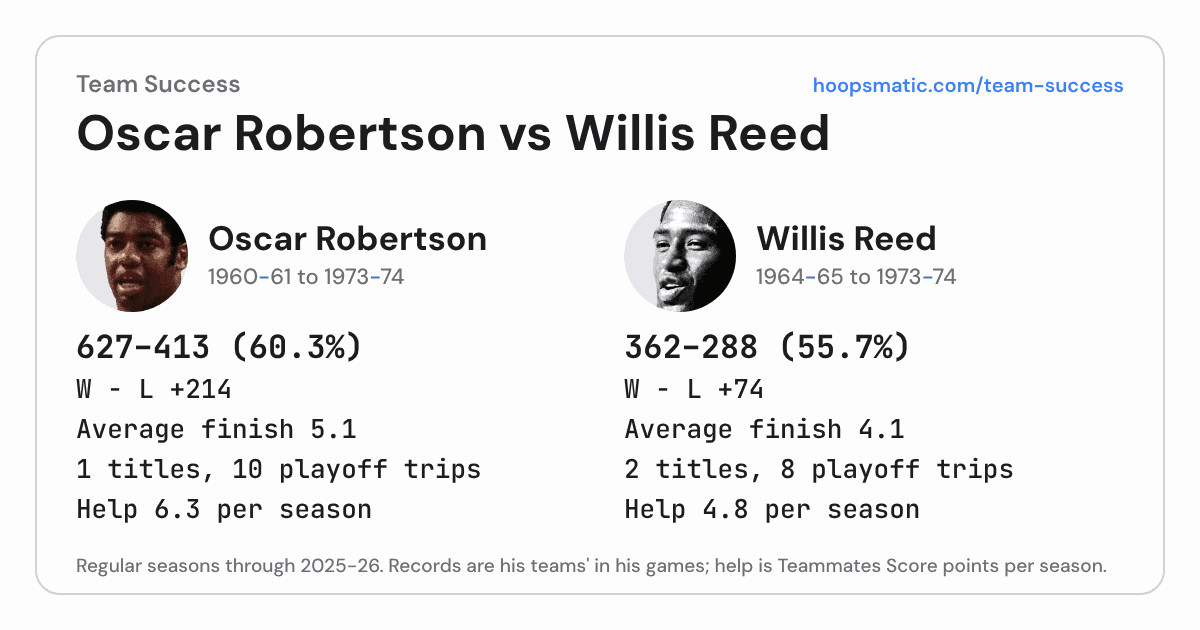 Team Success
hoopsmatic.com/team-success
Oscar Robertson vs Willis Reed
Oscar Robertson
1960–61 to 1973–74
627–413 (60.3%)
W - L +214
Average finish 5.1
1 titles, 10 playoff trips
Help 6.3 per season
Willis Reed
1964–65 to 1973–74
362–288 (55.7%)
W - L +74
Average finish 4.1
2 titles, 8 playoff trips
Help 4.8 per season
Regular seasons through 2025-26. Records are his teams' in his games; help is Teammates Score points per season.